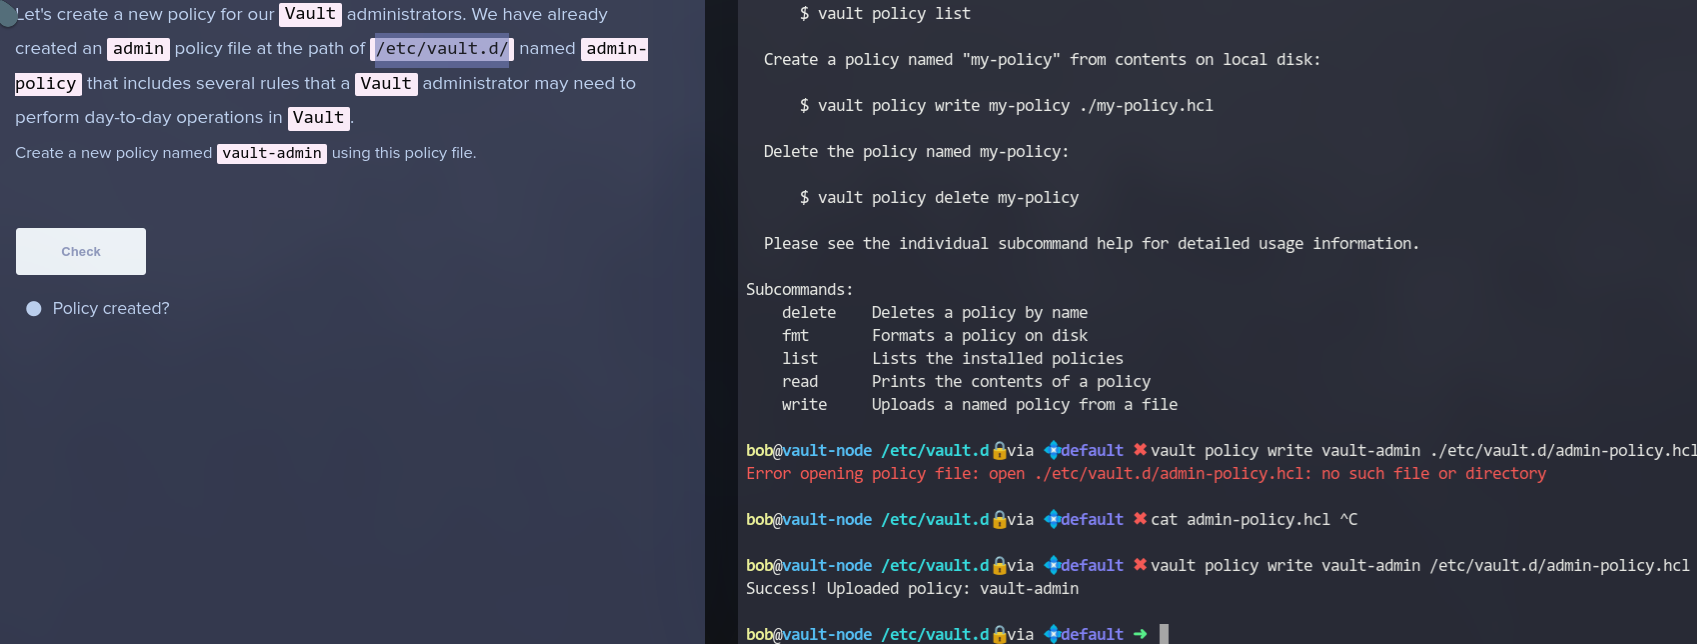 Let's create a new policy for our Vault administrators. We have already
created an admin policy file at the path of /etc/vault.d/ named admin-
policy that includes several rules that a Vault administrator may need to
perform day-to-day operations in Vault.
Create a new policy named vault-admin using this policy file.
Check
Policy created?
$ vault policy list
Create a policy named "my-policy" from contents on local disk:
$ vault policy write my-policy ./my-policy.hcl
Delete the policy named my-policy:
$ vault policy delete my-policy
Please see the individual subcommand help for detailed usage information.
Subcommands:
delete Deletes a policy by name
fmt Formats a policy on disk
list Lists the installed policies
read Prints the contents of a policy
write Uploads a named policy from a file
bob@vault-node /etc/vault.d🔒via 💠default ✖vault policy write vault-admin ./etc/vault.d/admin-policy.hcl
Error opening policy file: open ./etc/vault.d/admin-policy.hcl: no such file or directory
bob@vault-node /etc/vault.d🔒via 💠default ✖cat admin-policy.hcl ^C
bob@vault-node /etc/vault.d🔒via 💠default ✖vault policy write vault-admin /etc/vault.d/admin-policy.hcl
Success! Uploaded policy: vault-admin
bob@vault-node /etc/vault.d🔒via 💠default ➜